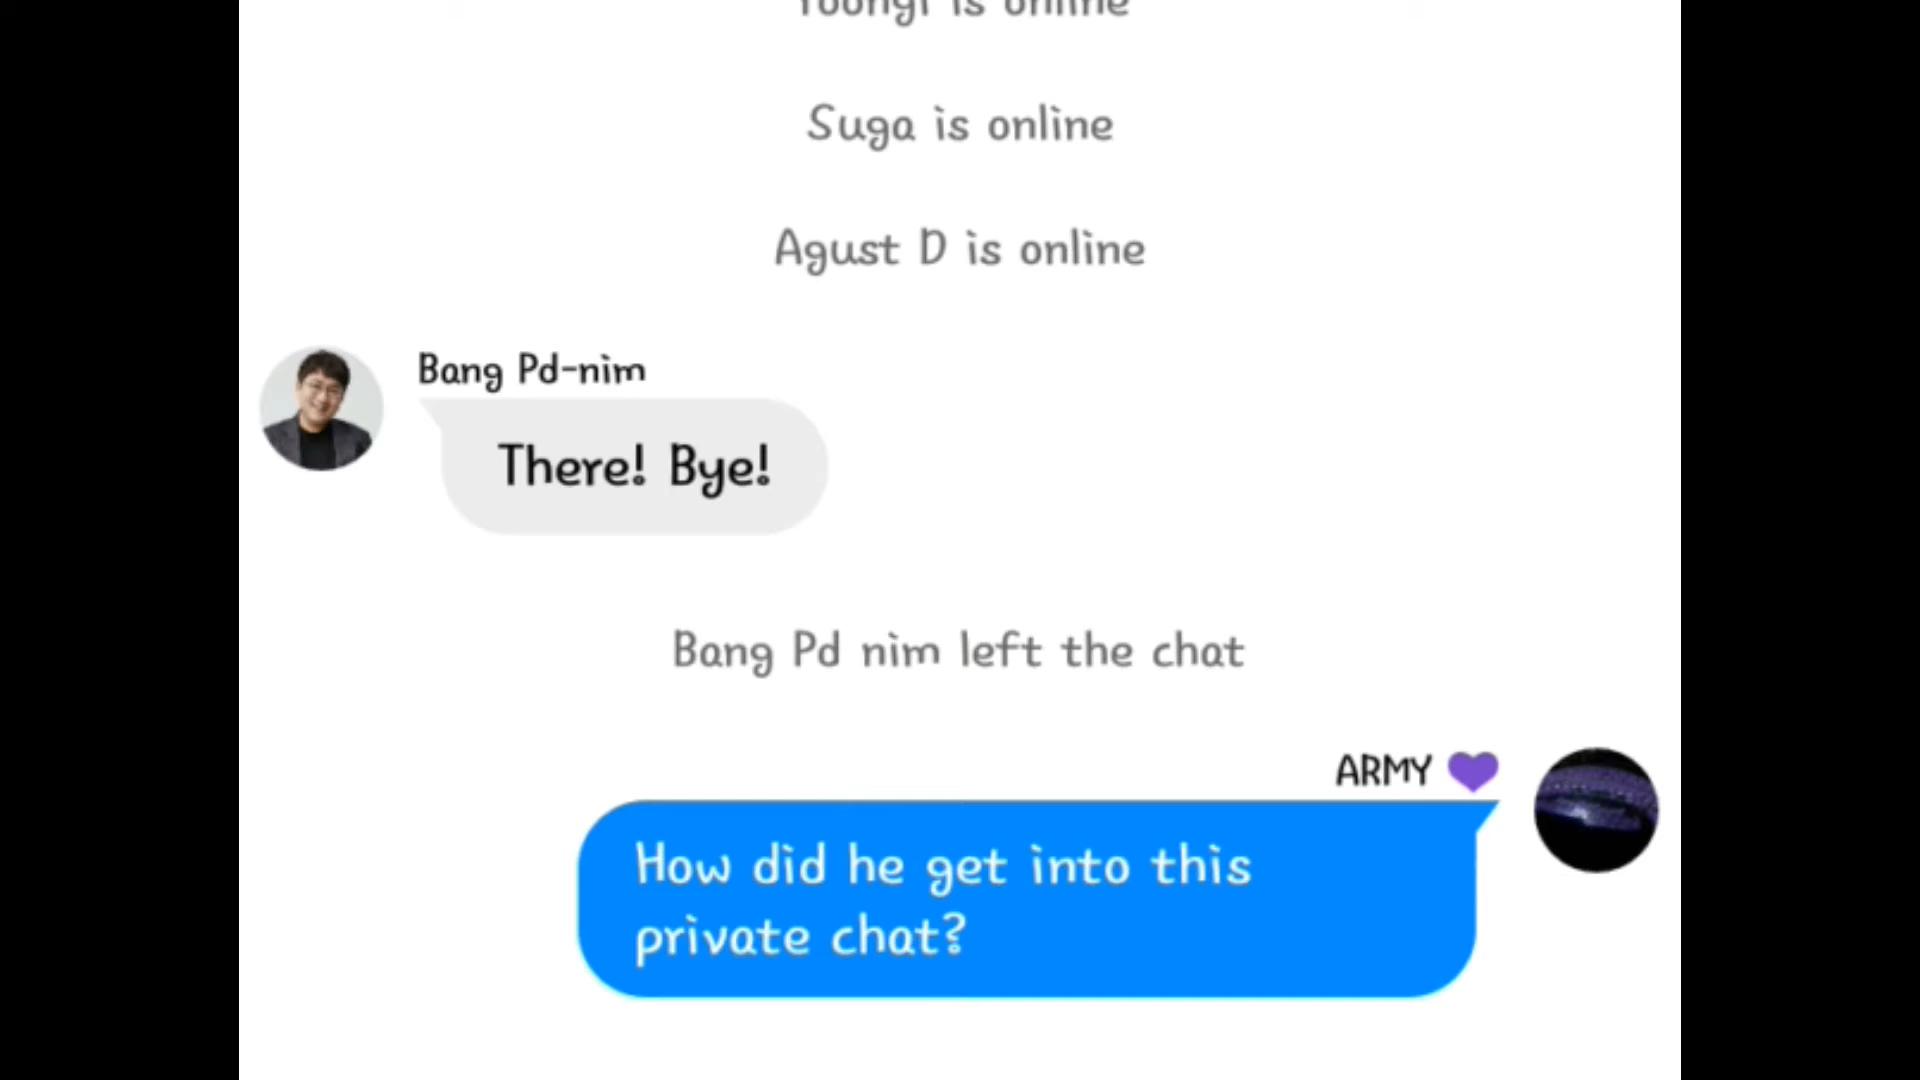 Yoongi is online
Suga is online
Agust D is online
Bang Pd-nim
There! Bye!
Bang Pd nim left the chat
ARMY 💜
How did he get into this
private chat?